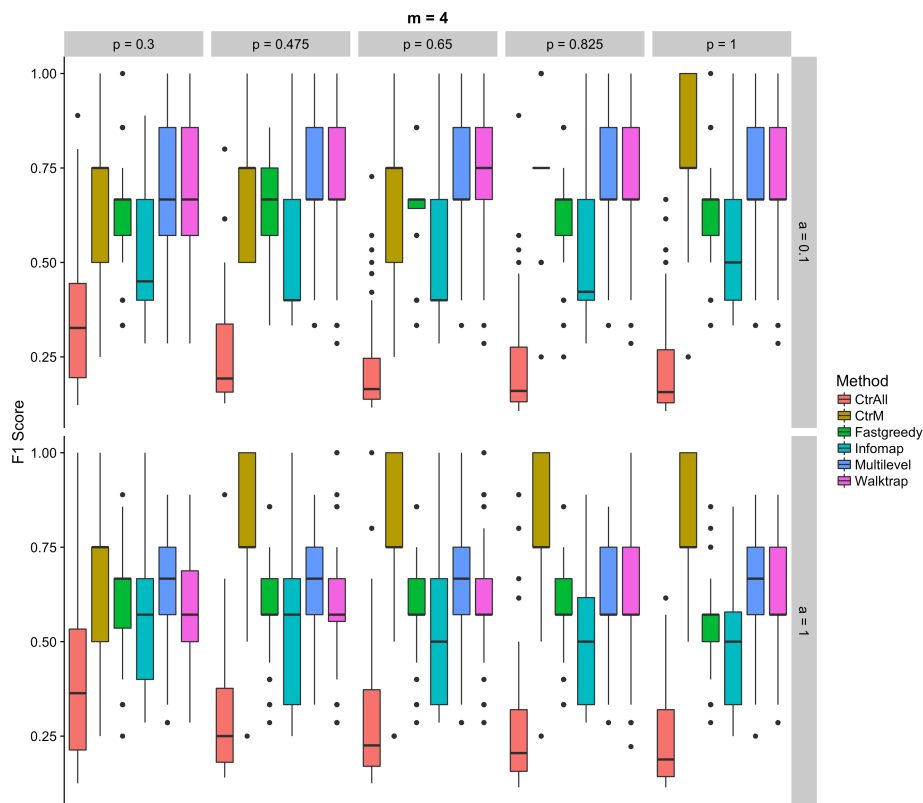 m = 4
p = 0.3 p = 0.475 p = 0.65 p = 0.825 p = 1
1.00
0.75
0.50
0.25
a = 0.1
F1 Score
1.00
0.75
0.50
0.25
a = 1
Method
CtrAll
CtrM
Fastgreedy
Infomap
Multilevel
Walktrap